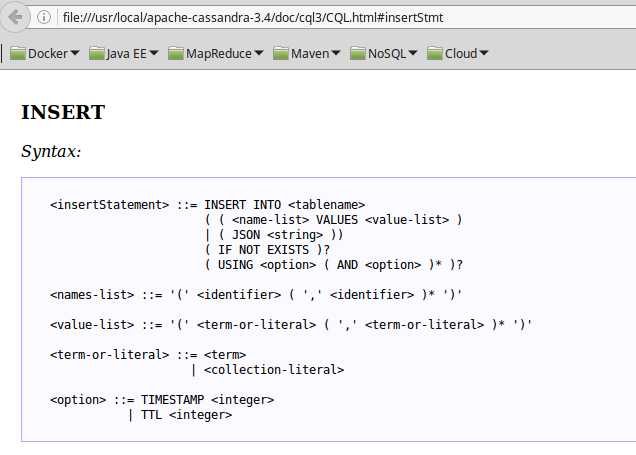 file:///usr/local/apache-cassandra-3.4/doc/cql3/CQL.html#insertStmt
Docker Java EE MapReduce Maven NoSQL Cloud
INSERT
Syntax:
<insertStatement> ::= INSERT INTO <tablename>
( ( <name-list> VALUES <value-list> )
| ( JSON <string> ))
( IF NOT EXISTS )?
( USING <option> ( AND <option> )* )?
<names-list> ::= '(' <identifier> ( ',' <identifier> )* ')'
<value-list> ::= '(' <term-or-literal> ( ',' <term-or-literal> )* ')'
<term-or-literal> ::= <term>
| <collection-literal>
<option> ::= TIMESTAMP <integer>
| TTL <integer>